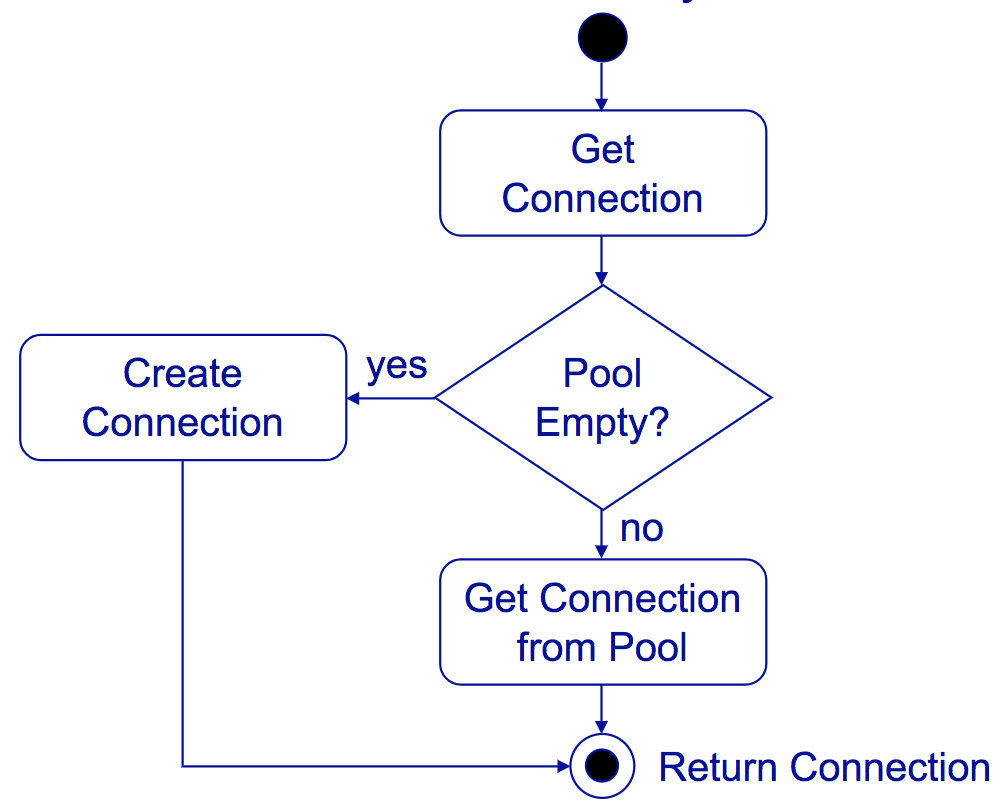 Get
Connection
Pool
Empty?
yes
Create
Connection
no
Get Connection
from Pool
Return Connection